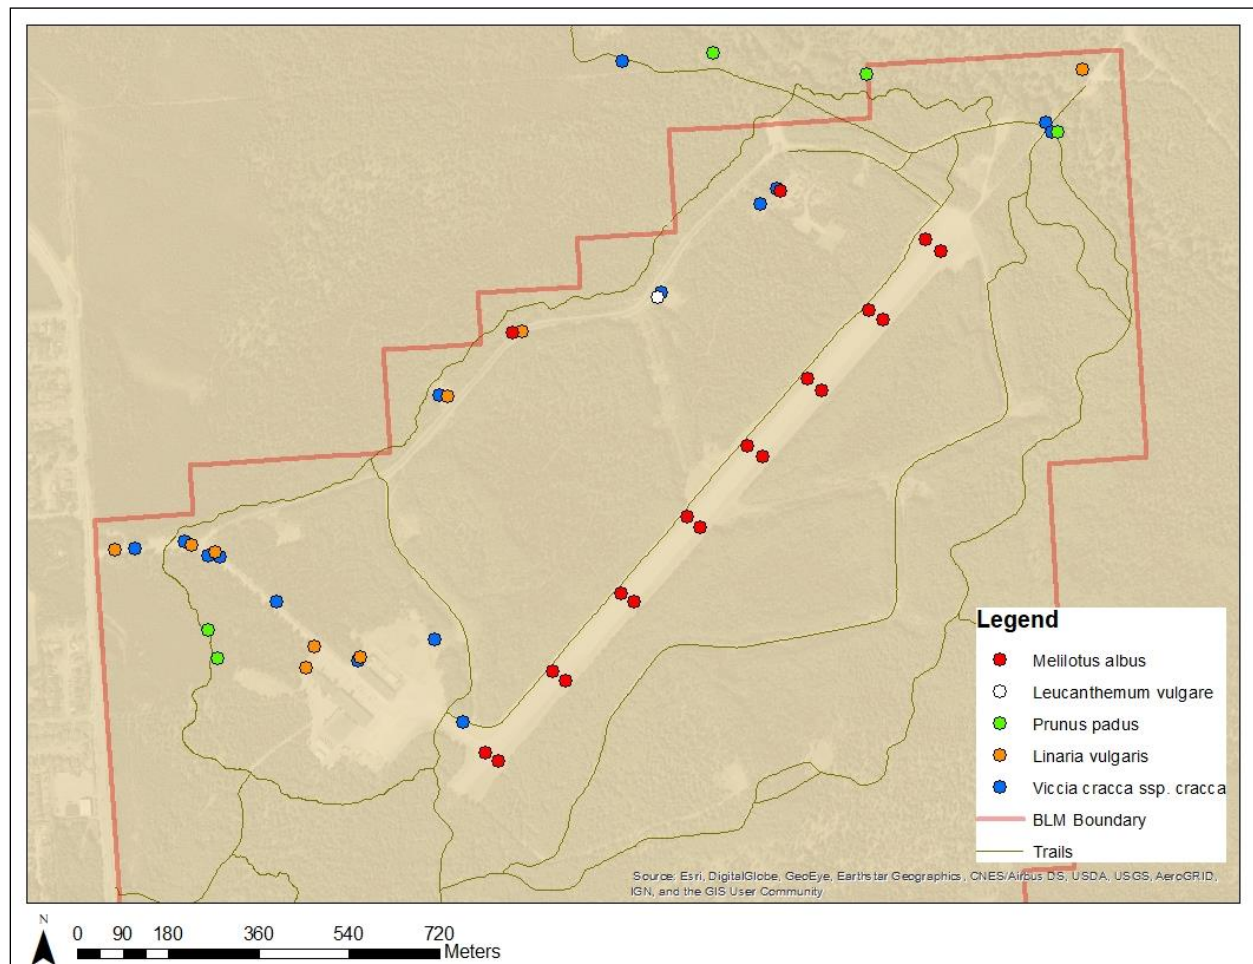 Legend
Melilotus albus
Leucanthemum vulgare
Prunus padus
Linaria vulgaris
Viccia cracca ssp. cracca
BLM Boundary
Trails
Source: Esri, DigitalGlobe, GeoEye, Earthstar Geographics, CNES/Airbus DS, USDA, USGS, AeroGRID,
IGN, and the GIS User Community
N
0 90 180 360 540 720
Meters